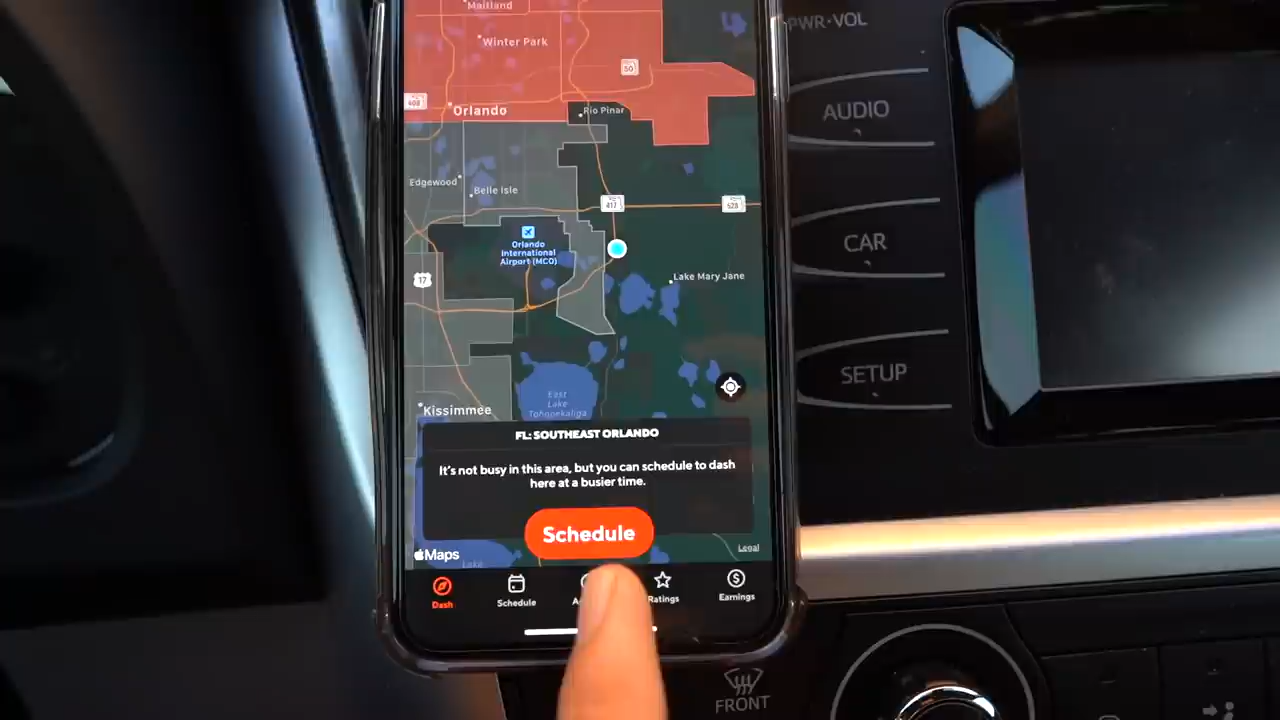 Maitland
Winter Park
50
408
Orlando
Rio Pinar
Edgewood
Belle Isle
417
528
Orlando
International
Airport (MCO)
17
Lake Mary Jane
East
Lake
Tohopekaliga
Kissimmee
FL: SOUTHEAST ORLANDO
It's not busy in this area, but you can schedule to dash
here at a busier time.
Schedule
Maps
Lake
Legal
Dash
Schedule
Ratings
Earnings
PWR•VOL
AUDIO
CAR
SETUP
FRONT